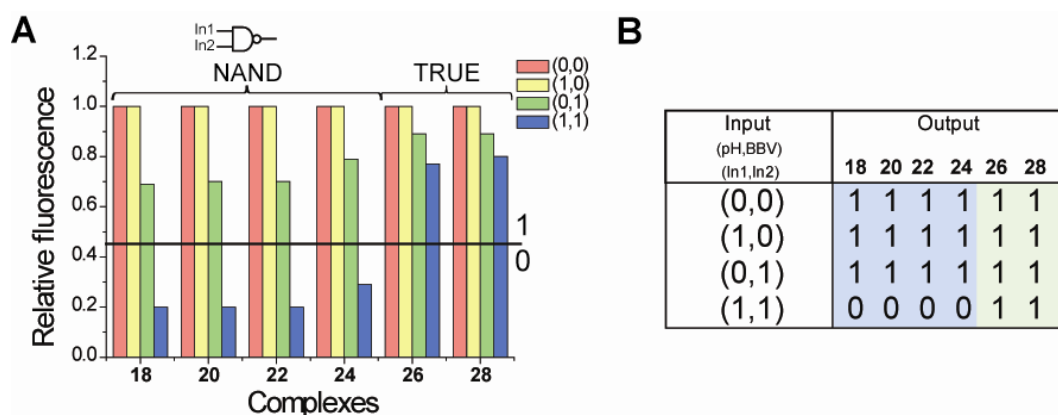 A
In1
In2
NAND
TRUE
(0,0)
(1,0)
(0,1)
(1,1)
Relative fluorescence
1.2
1.0
0.8
0.6
0.4
0.2
0.0
1
0
18 20 22 24 26 28
Complexes
B
Input
(pH,BBV)
(In1,In2)
Output
18 20 22 24 26 28
(0,0) 1 1 1 1 1 1
(1,0) 1 1 1 1 1 1
(0,1) 1 1 1 1 1 1
(1,1) 0 0 0 0 1 1